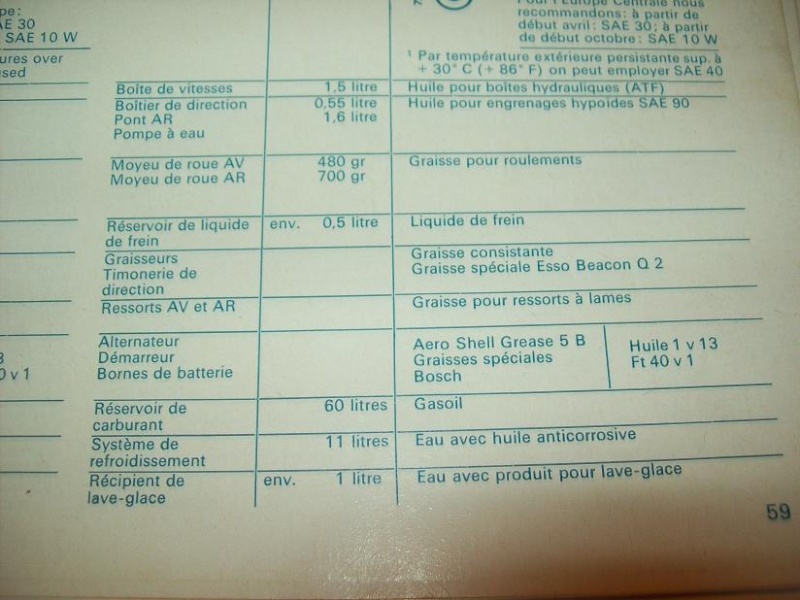 pe:
AE 30
SAE 10 W
ures over
used
3
0 v 1
Pour l'Europe Centrale nous
recommandons: à partir de
début avril: SAE 30; à partir
de début octobre: SAE 10 W
¹ Par température extérieure persistante sup. à
+ 30° C (+ 86° F) on peut employer SAE 40
Boîte de vitesses 1,5 litre Huile pour boîtes hydrauliques (ATF)
Boîtier de direction 0,55 litre Huile pour engrenages hypoïdes SAE 90
Pont AR 1,6 litre
Pompe à eau
Moyeu de roue AV 480 gr Graisse pour roulements
Moyeu de roue AR 700 gr
Réservoir de liquide env. 0,5 litre Liquide de frein
de frein
Graisseurs Graisse consistante
Timonerie de Graisse spéciale Esso Beacon Q 2
direction
Ressorts AV et AR Graisse pour ressorts à lames
Alternateur Aero Shell Grease 5 B Huile 1 v 13
Démarreur Graisses spéciales Ft 40 v 1
Bornes de batterie Bosch
Réservoir de 60 litres Gasoil
carburant
Système de 11 litres Eau avec huile anticorrosive
refroidissement
Récipient de env. 1 litre Eau avec produit pour lave-glace
lave-glace
59